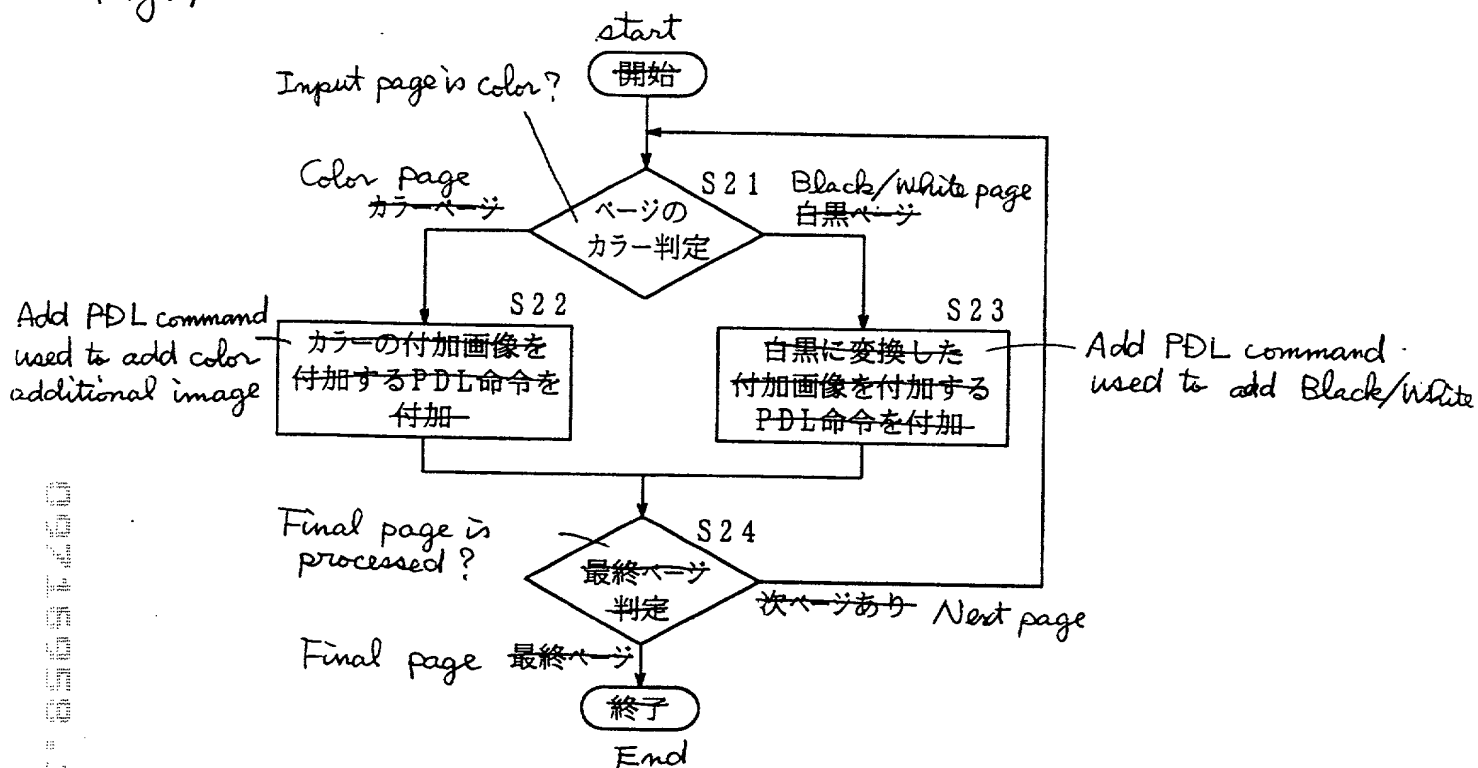 start
開始
Input page is color?
Color page
カラーページ
S21
Black/White page
白黒ページ
ページの
カラー判定
S22
S23
Add PDL command
used to add color
additional image
カラーの付加画像を
付加するPDL命令を
付加
白黒に変換した
付加画像を付加する
PDL命令を付加
Add PDL command
used to add Black/White
Final page is
processed?
S24
最終ページ
判定
次ページあり Next page
Final page 最終ページ
終了
End